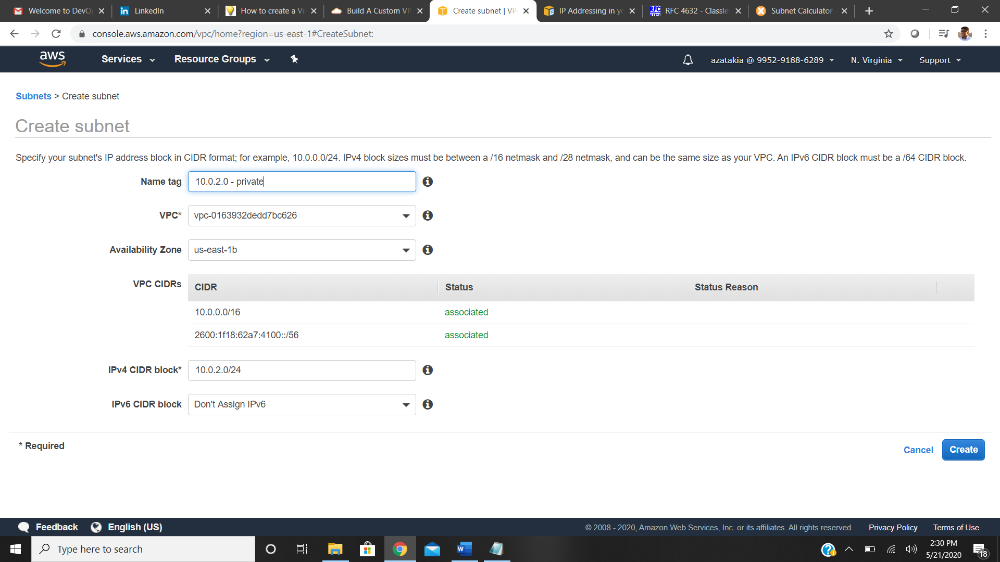 Welcome to DevOp
LinkedIn
How to create a Vi
Build A Custom VP
Create subnet | VP
IP Addressing in yo
RFC 4632 - Classle
Subnet Calculator
console.aws.amazon.com/vpc/home?region=us-east-1#CreateSubnet:
aws
Services
Resource Groups
azatakia @ 9952-9188-6289
N. Virginia
Support
Subnets > Create subnet
Create subnet
Specify your subnet's IP address block in CIDR format; for example, 10.0.0.0/24. IPv4 block sizes must be between a /16 netmask and /28 netmask, and can be the same size as your VPC. An IPv6 CIDR block must be a /64 CIDR block.
Name tag 10.0.2.0 - private
VPC* vpc-0163932dedd7bc626
Availability Zone us-east-1b
VPC CIDRs CIDR Status Status Reason
10.0.0.0/16 associated
2600:1f18:62a7:4100::/56 associated
IPv4 CIDR block* 10.0.2.0/24
IPv6 CIDR block Don't Assign IPv6
* Required
Cancel Create
Feedback English (US)
© 2008 - 2020, Amazon Web Services, Inc. or its affiliates. All rights reserved. Privacy Policy Terms of Use
Type here to search
2:30 PM
5/21/2020
18